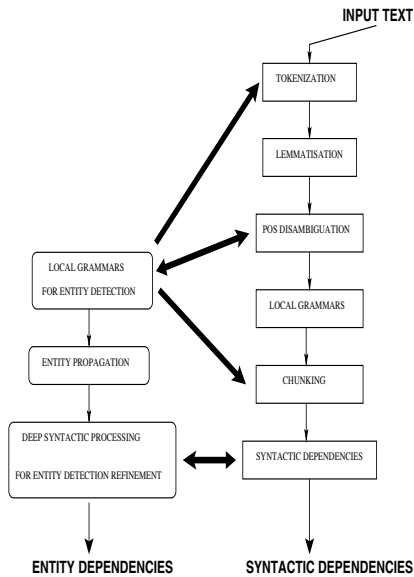 INPUT TEXT
TOKENIZATION
LEMMATISATION
POS DISAMBIGUATION
LOCAL GRAMMARS
FOR ENTITY DETECTION
LOCAL GRAMMARS
ENTITY PROPAGATION
CHUNKING
DEEP SYNTACTIC PROCESSING
FOR ENTITY DETECTION REFINEMENT
SYNTACTIC DEPENDENCIES
ENTITY DEPENDENCIES
SYNTACTIC DEPENDENCIES